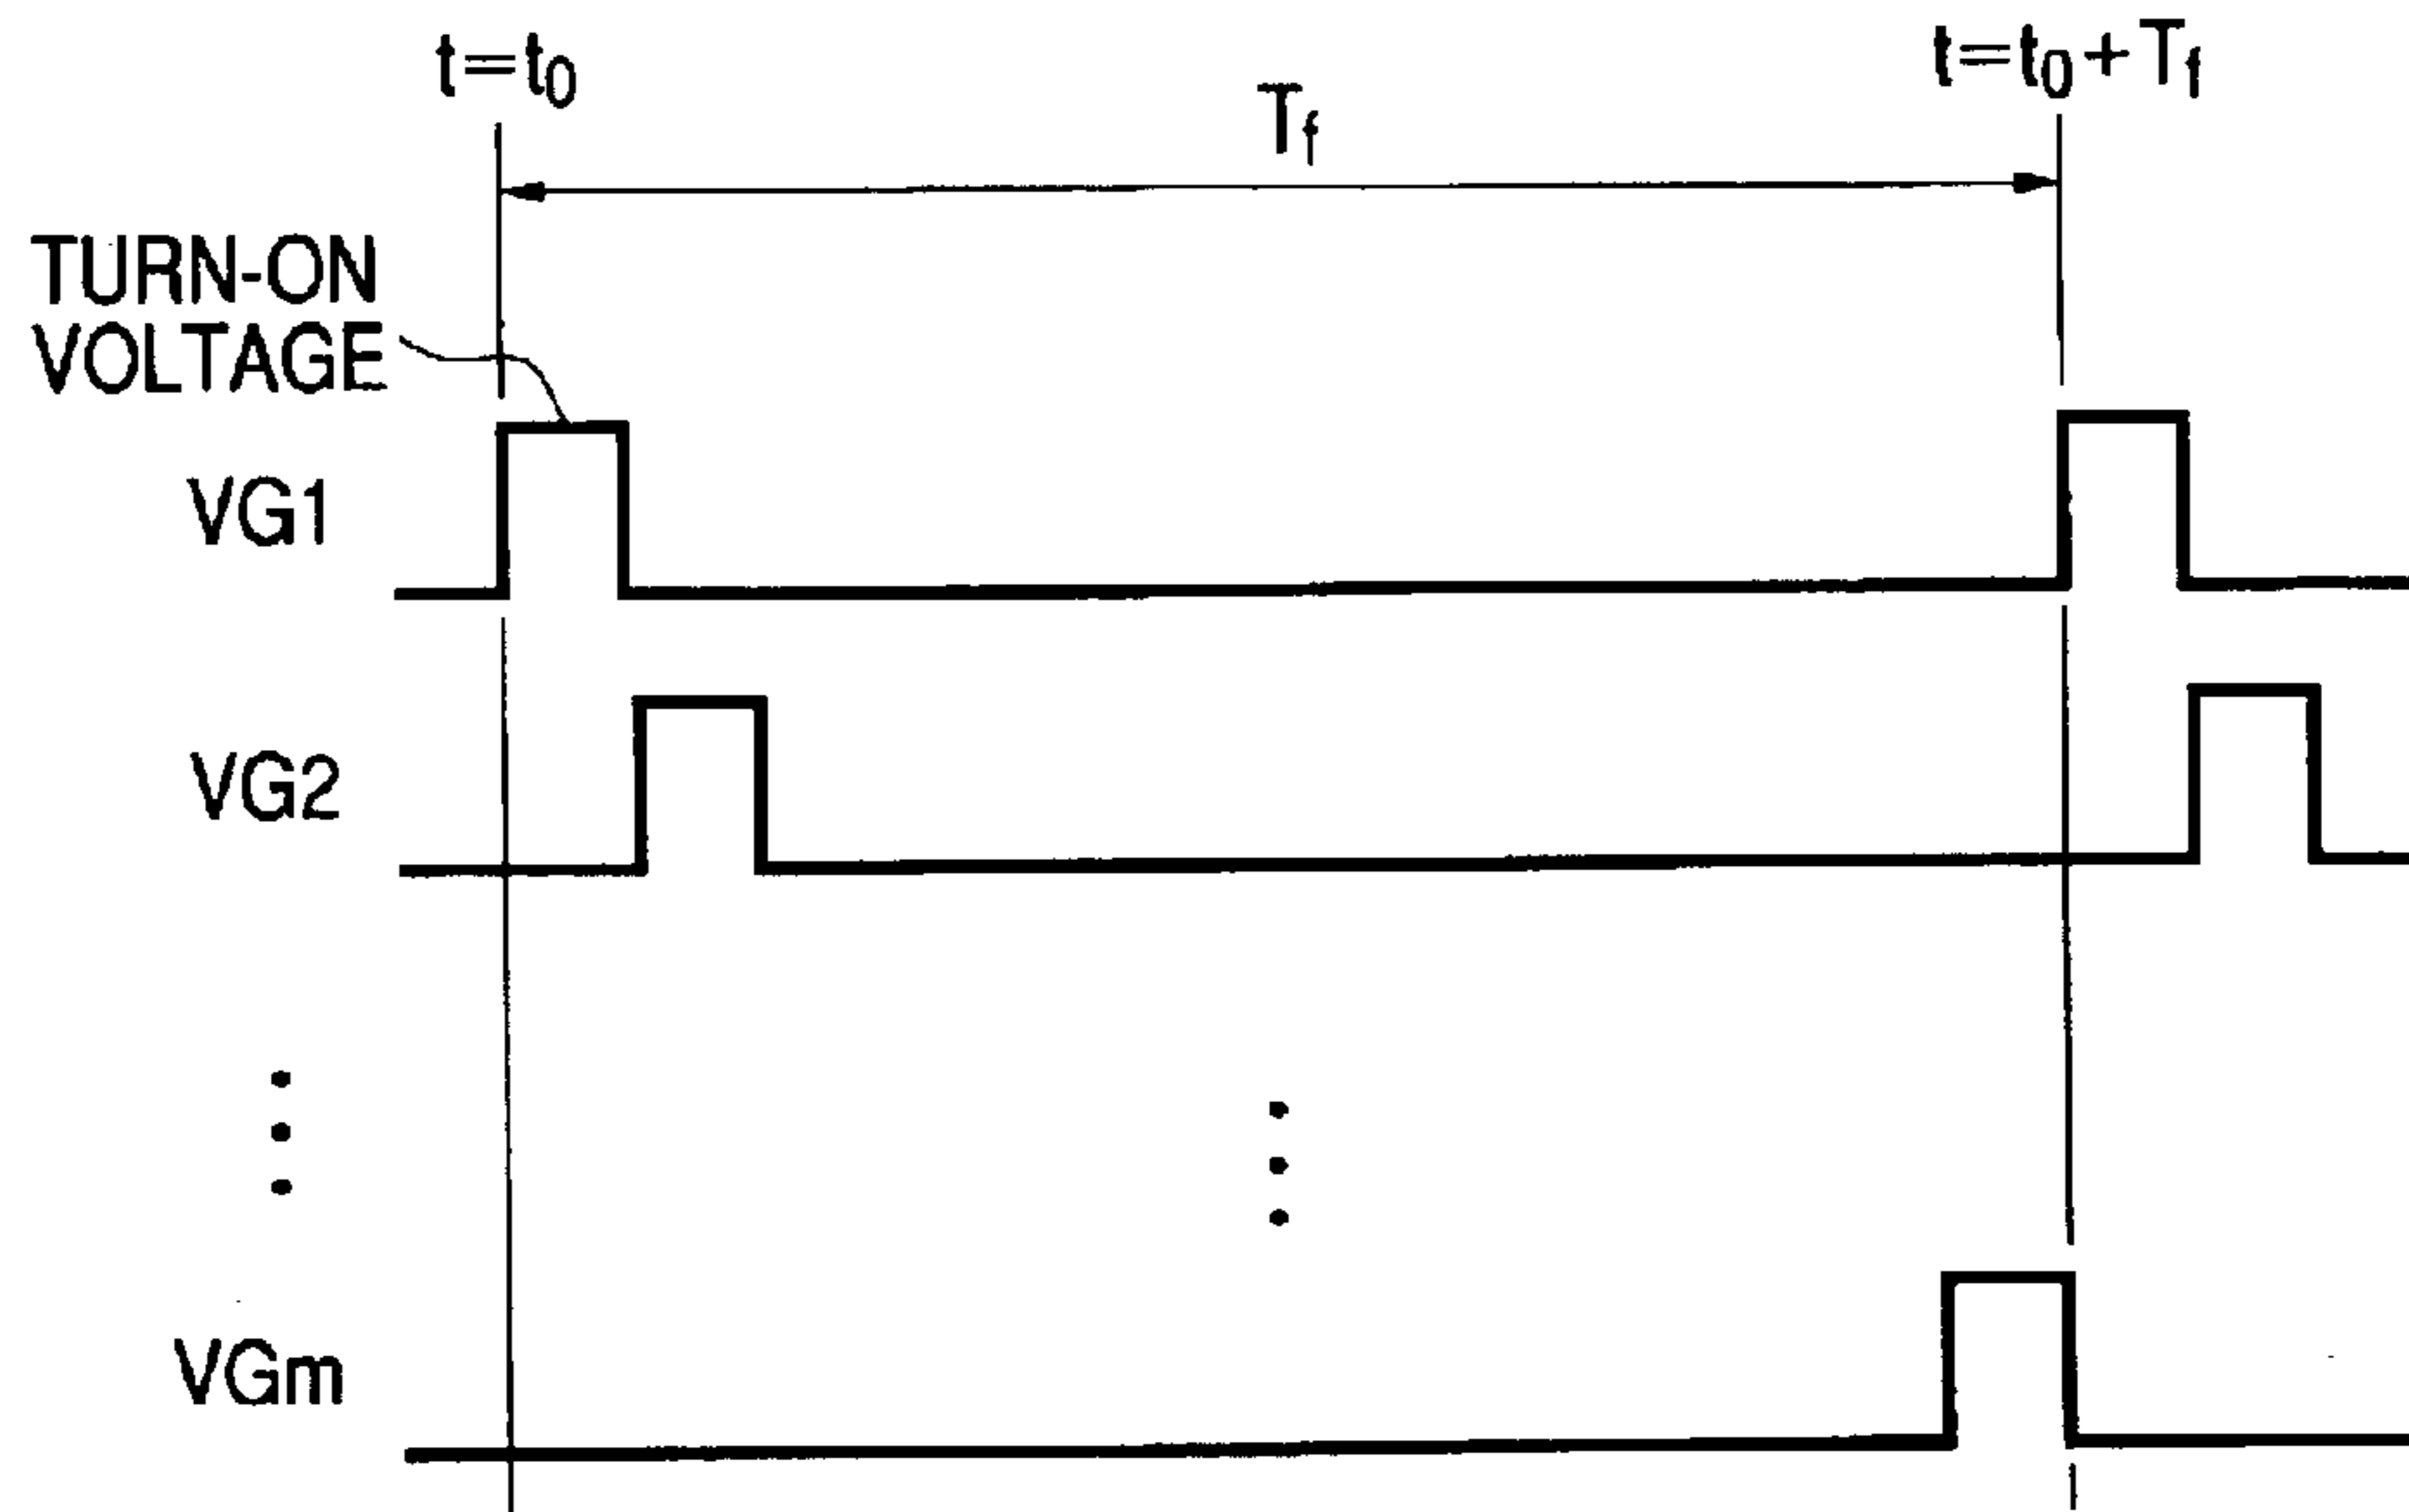 t=t₀
Tf
t=t₀+Tf
TURN-ON
VOLTAGE
VG1
VG2
VGm